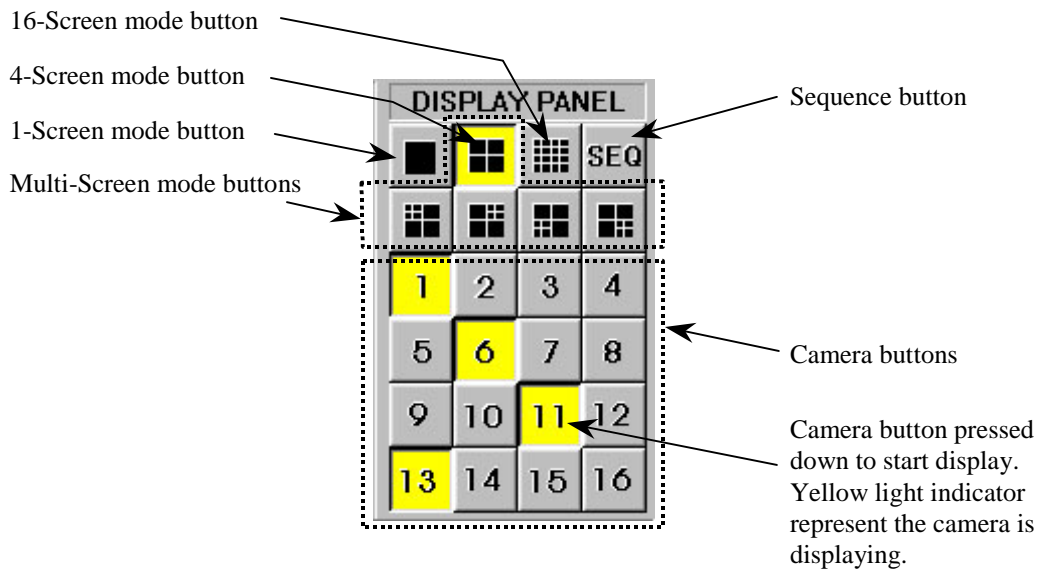 16-Screen mode button
4-Screen mode button
1-Screen mode button
Multi-Screen mode buttons
DISPLAY PANEL
SEQ
1 2 3 4
5 6 7 8
9 10 11 12
13 14 15 16
Sequence button
Camera buttons
Camera button pressed
down to start display.
Yellow light indicator
represent the camera is
displaying.